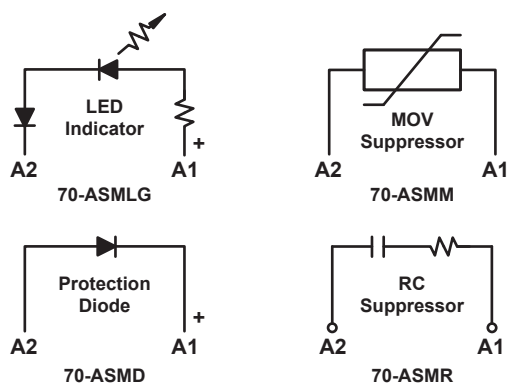 LED
Indicator
+
A2
A1
70-ASMLG
MOV
Suppressor
A2
A1
70-ASMM
Protection
Diode
+
A2
A1
70-ASMD
RC
Suppressor
A2
A1
70-ASMR